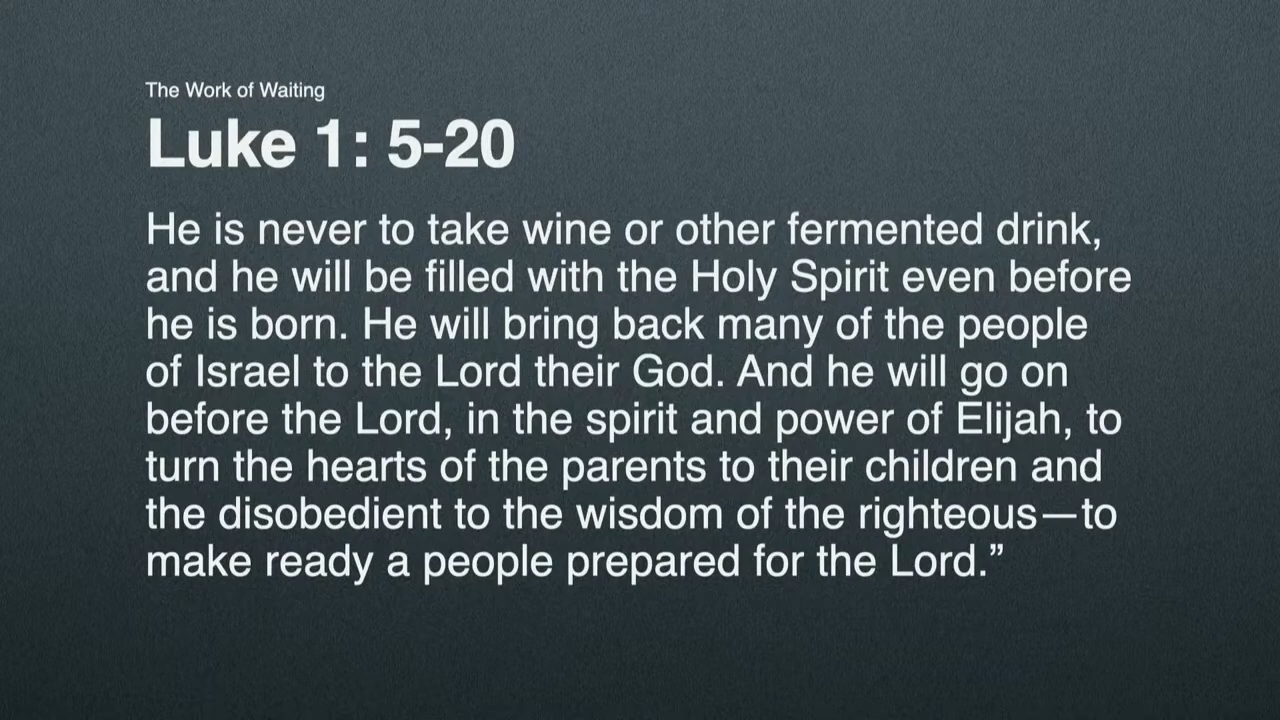 The Work of Waiting
Luke 1: 5-20
He is never to take wine or other fermented drink,
and he will be filled with the Holy Spirit even before
he is born. He will bring back many of the people
of Israel to the Lord their God. And he will go on
before the Lord, in the spirit and power of Elijah, to
turn the hearts of the parents to their children and
the disobedient to the wisdom of the righteous—to
make ready a people prepared for the Lord.”